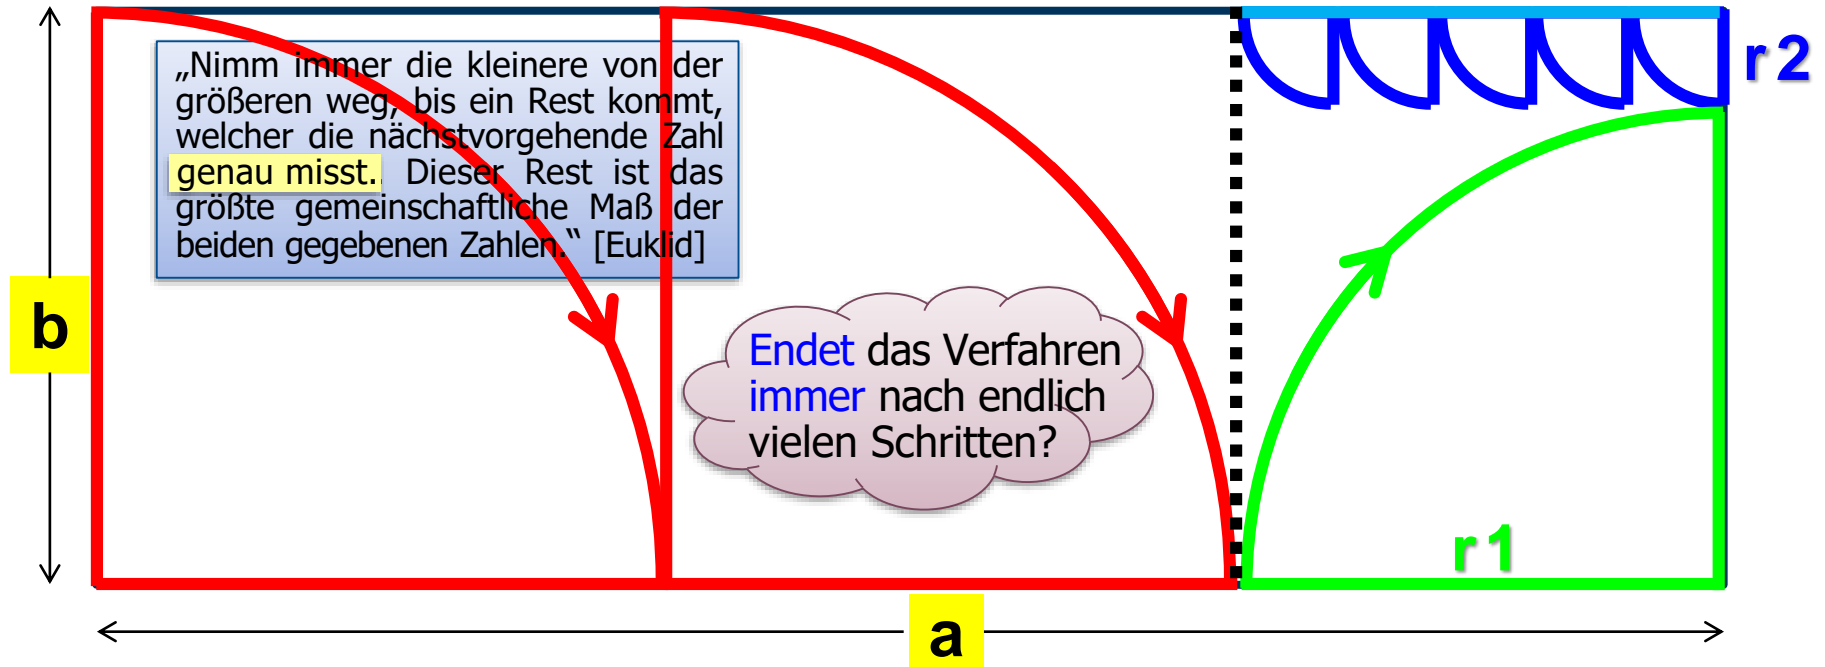 „Nimm immer die kleinere von der
größeren weg, bis ein Rest kommt,
welcher die nächstvorgehende Zahl
genau misst.. Dieser Rest ist das
größte gemeinschaftliche Maß der
beiden gegebenen Zahlen.“ [Euklid]
r2
b
Endet das Verfahren
immer nach endlich
vielen Schritten?
r1
a